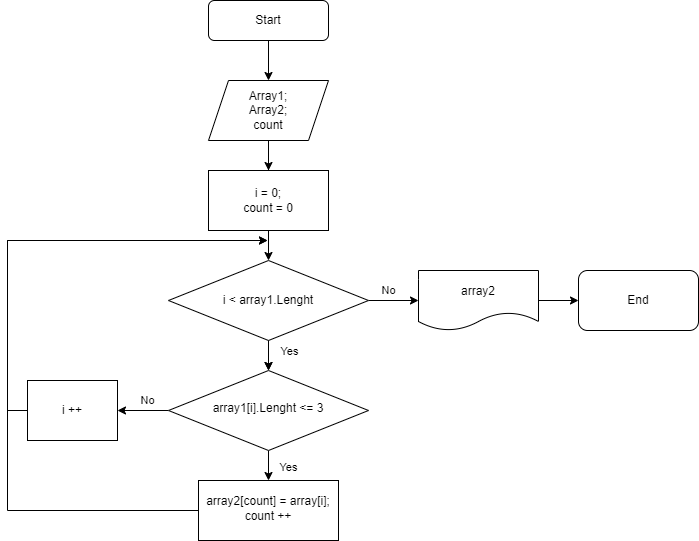 Start
Array1;
Array2;
count
i = 0;
count = 0
i < array1.Lenght
No
array2
End
Yes
array1[i].Lenght <= 3
No
i ++
Yes
array2[count] = array[i];
count ++